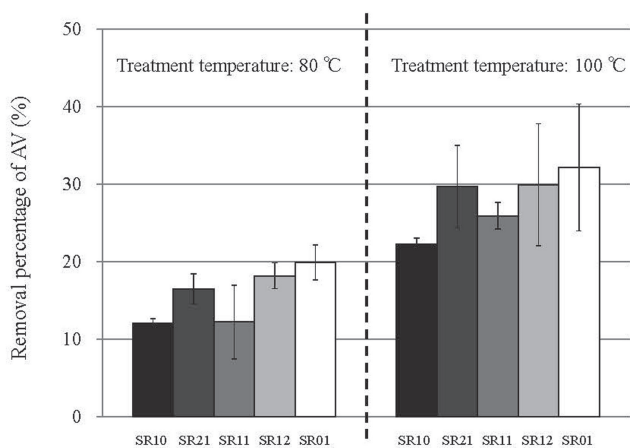 50
Treatment temperature: 80 ℃
Treatment temperature: 100 ℃
40
30
20
10
0
Removal percentage of AV (%)
SR10 SR21 SR11 SR12 SR01
SR10 SR21 SR11 SR12 SR01